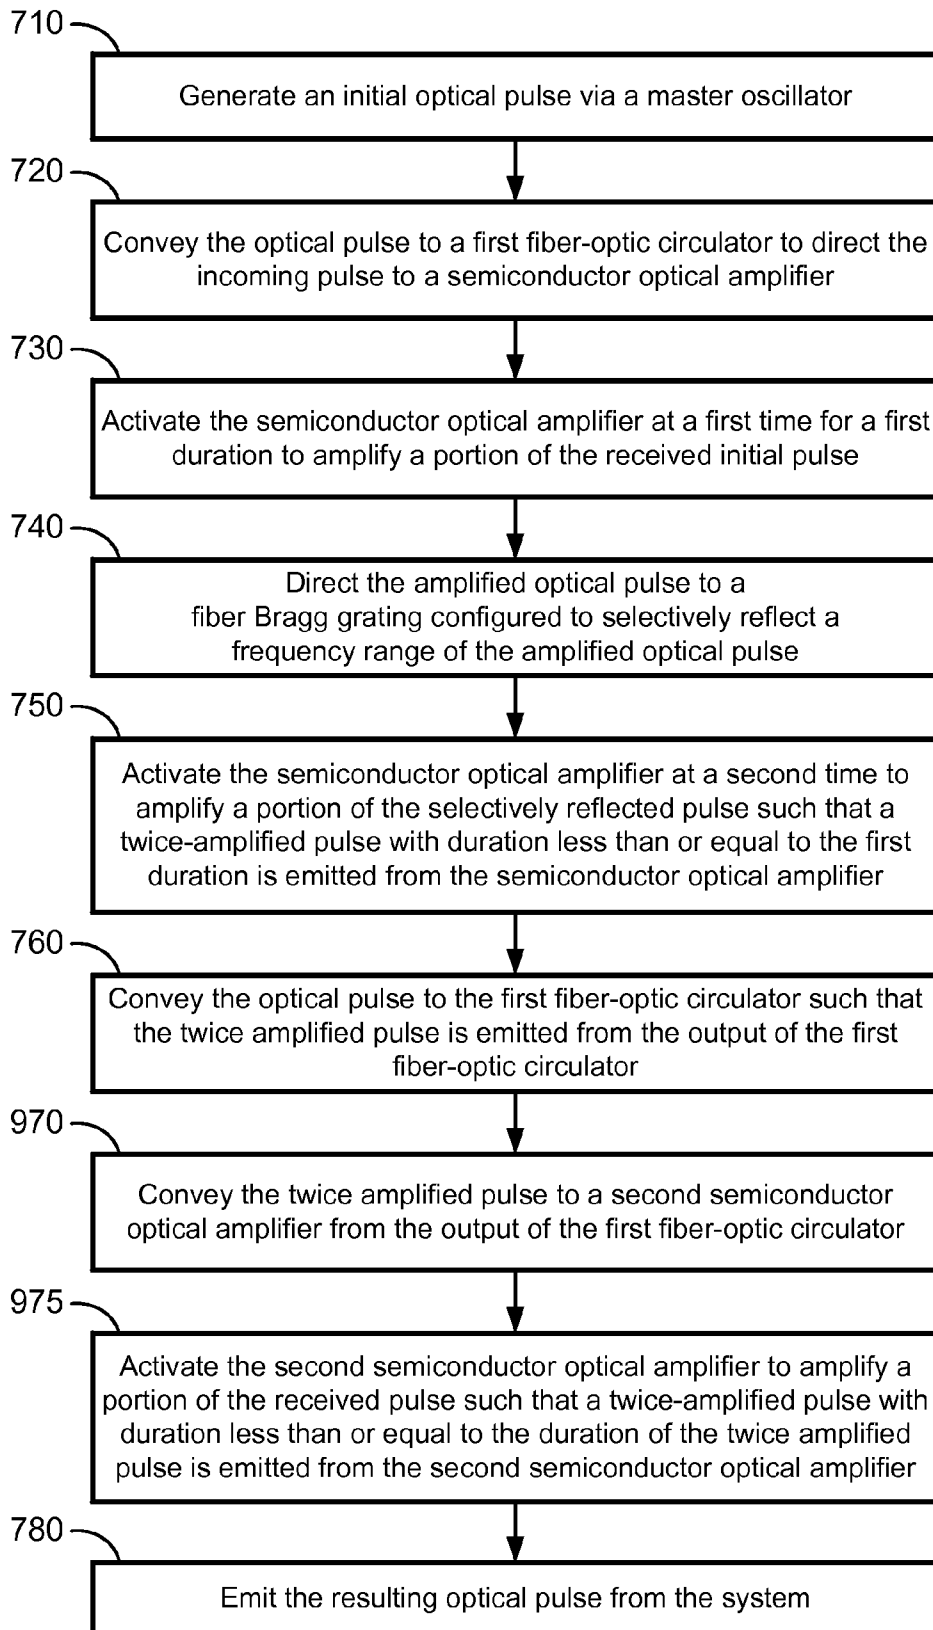 710
Generate an initial optical pulse via a master oscillator
720
Convey the optical pulse to a first fiber-optic circulator to direct the
incoming pulse to a semiconductor optical amplifier
730
Activate the semiconductor optical amplifier at a first time for a first
duration to amplify a portion of the received initial pulse
740
Direct the amplified optical pulse to a
fiber Bragg grating configured to selectively reflect a
frequency range of the amplified optical pulse
750
Activate the semiconductor optical amplifier at a second time to
amplify a portion of the selectively reflected pulse such that a
twice-amplified pulse with duration less than or equal to the first
duration is emitted from the semiconductor optical amplifier
760
Convey the optical pulse to the first fiber-optic circulator such that
the twice amplified pulse is emitted from the output of the first
fiber-optic circulator
970
Convey the twice amplified pulse to a second semiconductor
optical amplifier from the output of the first fiber-optic circulator
975
Activate the second semiconductor optical amplifier to amplify a
portion of the received pulse such that a twice-amplified pulse with
duration less than or equal to the duration of the twice amplified
pulse is emitted from the second semiconductor optical amplifier
780
Emit the resulting optical pulse from the system